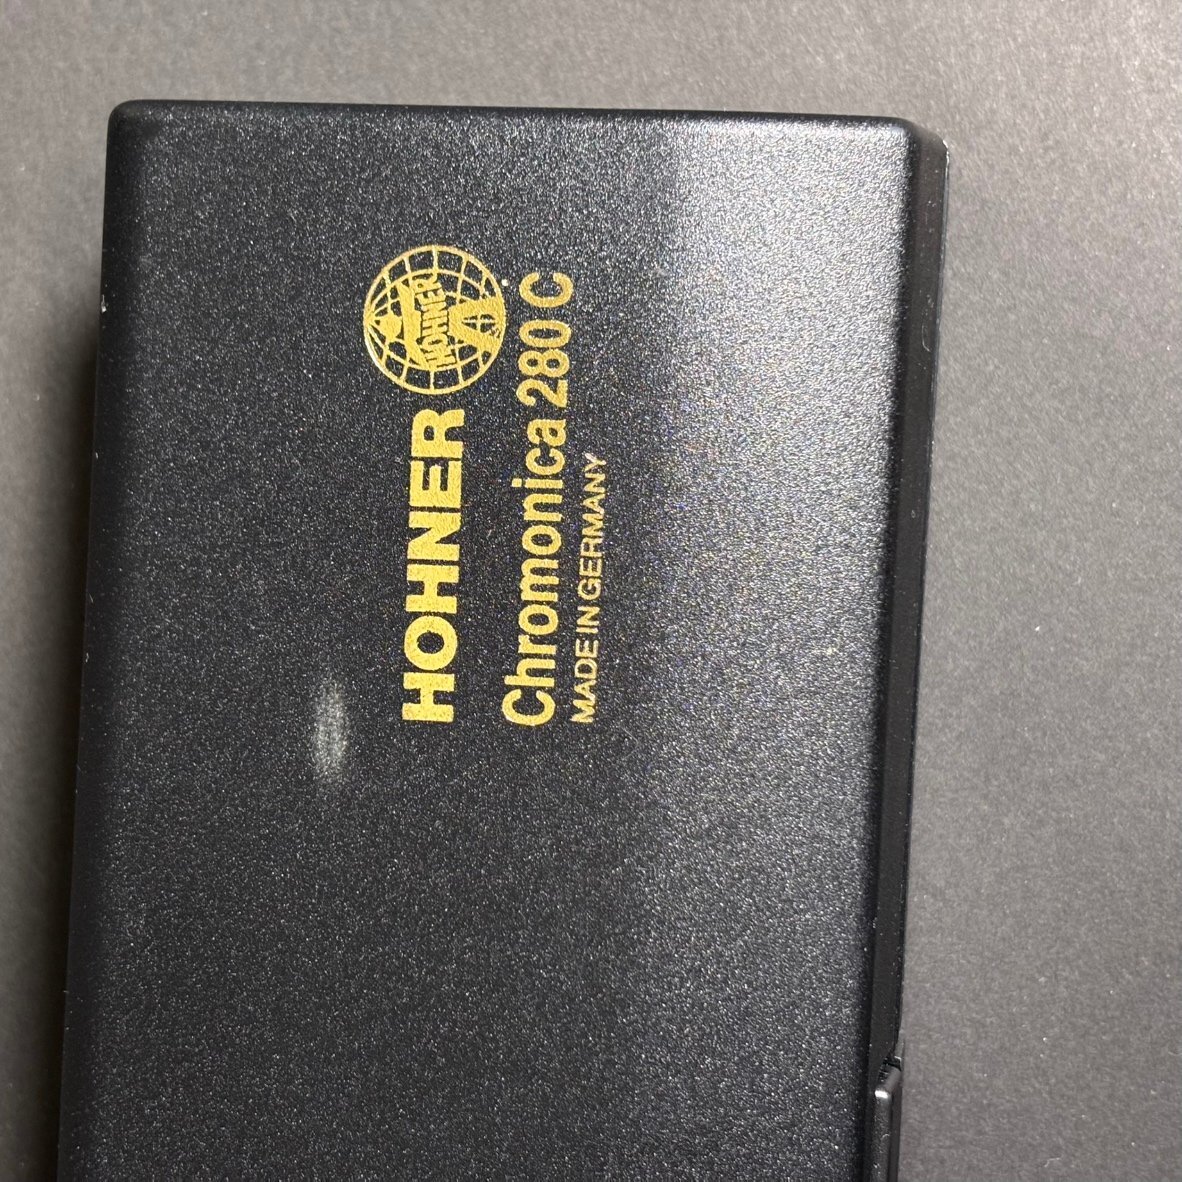 HOHNER
HOHNER
Chromonica 280 C
MADE IN GERMANY